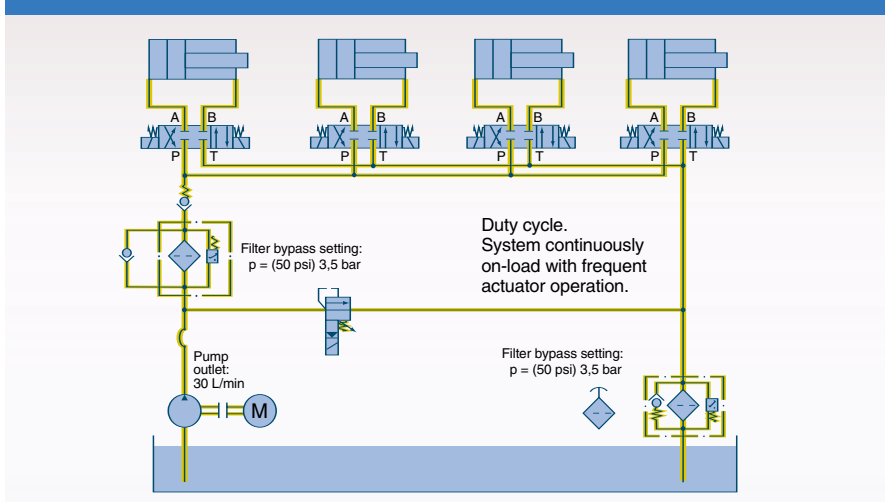 A B A B A B A B
P T P T P T P T
Filter bypass setting:
p = (50 psi) 3,5 bar
Duty cycle.
System continuously
on-load with frequent
actuator operation.
Pump
outlet:
30 L/min
M
Filter bypass setting:
p = (50 psi) 3,5 bar